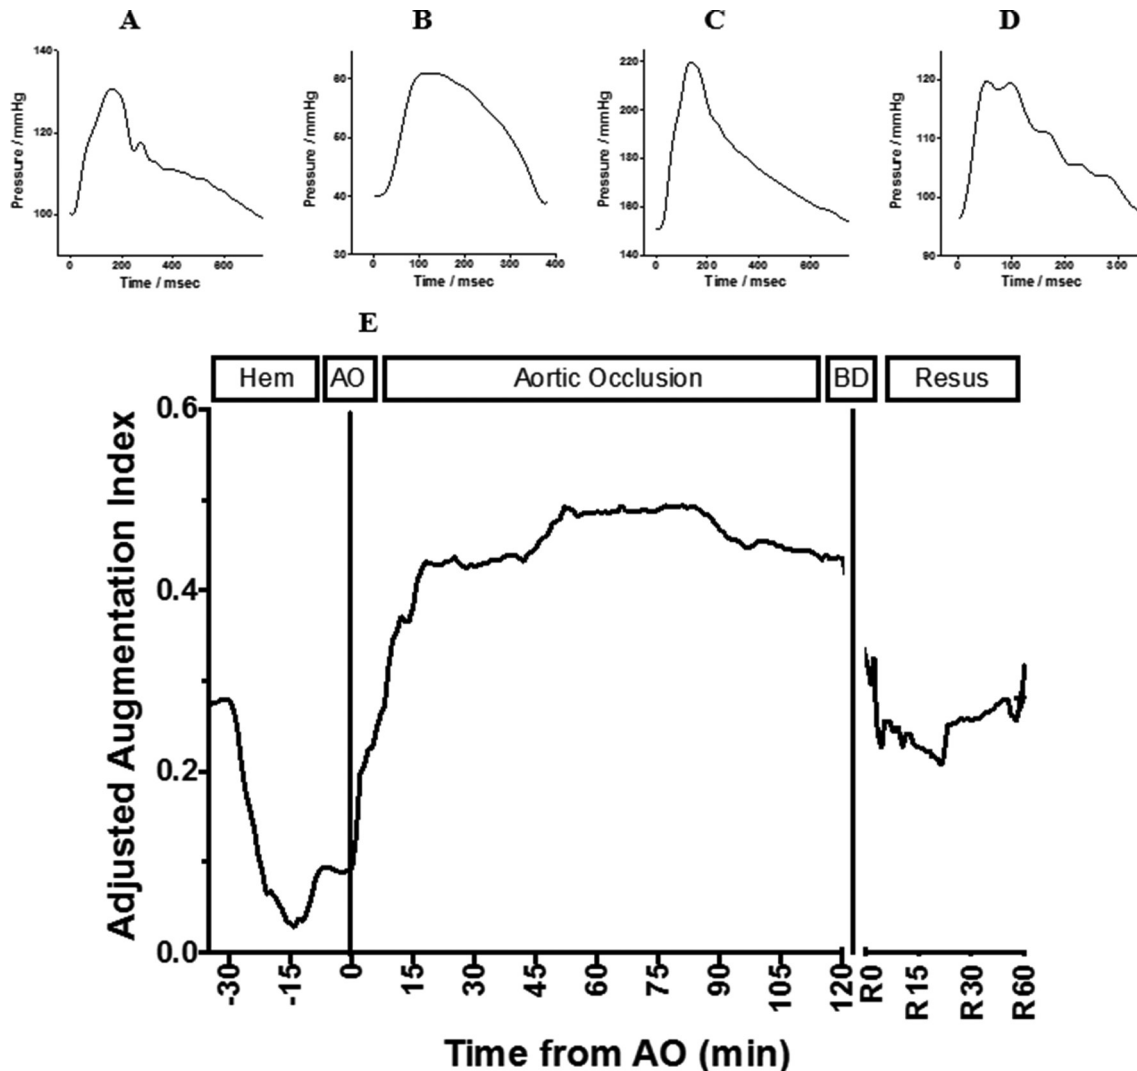 A
B
C
D
Pressure / mmHg
140
120
100
0
200
400
600
Time / msec
Pressure / mmHg
80
60
40
20
0
100
200
300
400
Time / msec
Pressure / mmHg
220
200
180
160
140
0
200
400
600
Time / msec
Pressure / mmHg
120
110
100
90
0
100
200
300
Time / msec
E
Hem
AO
Aortic Occlusion
BD
Resus
Adjusted Augmentation Index
0.6
0.4
0.2
0.0
-30
-15
0
15
30
45
60
75
90
105
120
R0
R 15
R 30
R 60
Time from AO (min)